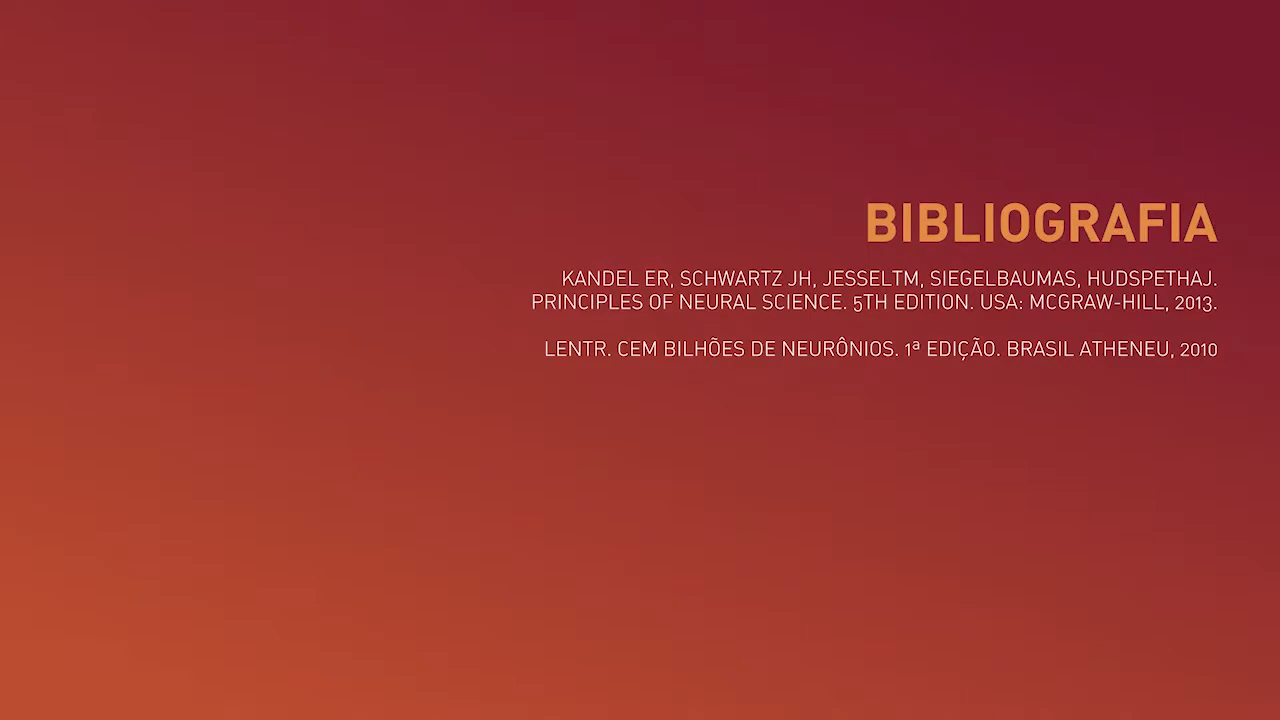 BIBLIOGRAFIA
KANDEL ER, SCHWARTZ JH, JESSELTM, SIEGELBAUMAS, HUDSPETHAJ.
PRINCIPLES OF NEURAL SCIENCE. 5TH EDITION. USA: MCGRAW-HILL, 2013.
LENTR. CEM BILHÕES DE NEURÔNIOS. 1ª EDIÇÃO. BRASIL ATHENEU, 2010